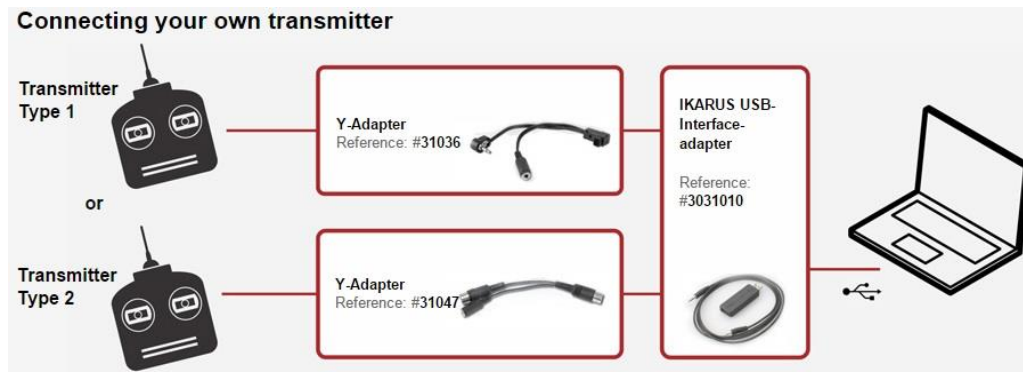 Connecting your own transmitter
Transmitter
Type 1
Y-Adapter
Reference: #31036
IKARUS USB-
Interface-
adapter
Reference:
#3031010
or
Transmitter
Type 2
Y-Adapter
Reference: #31047